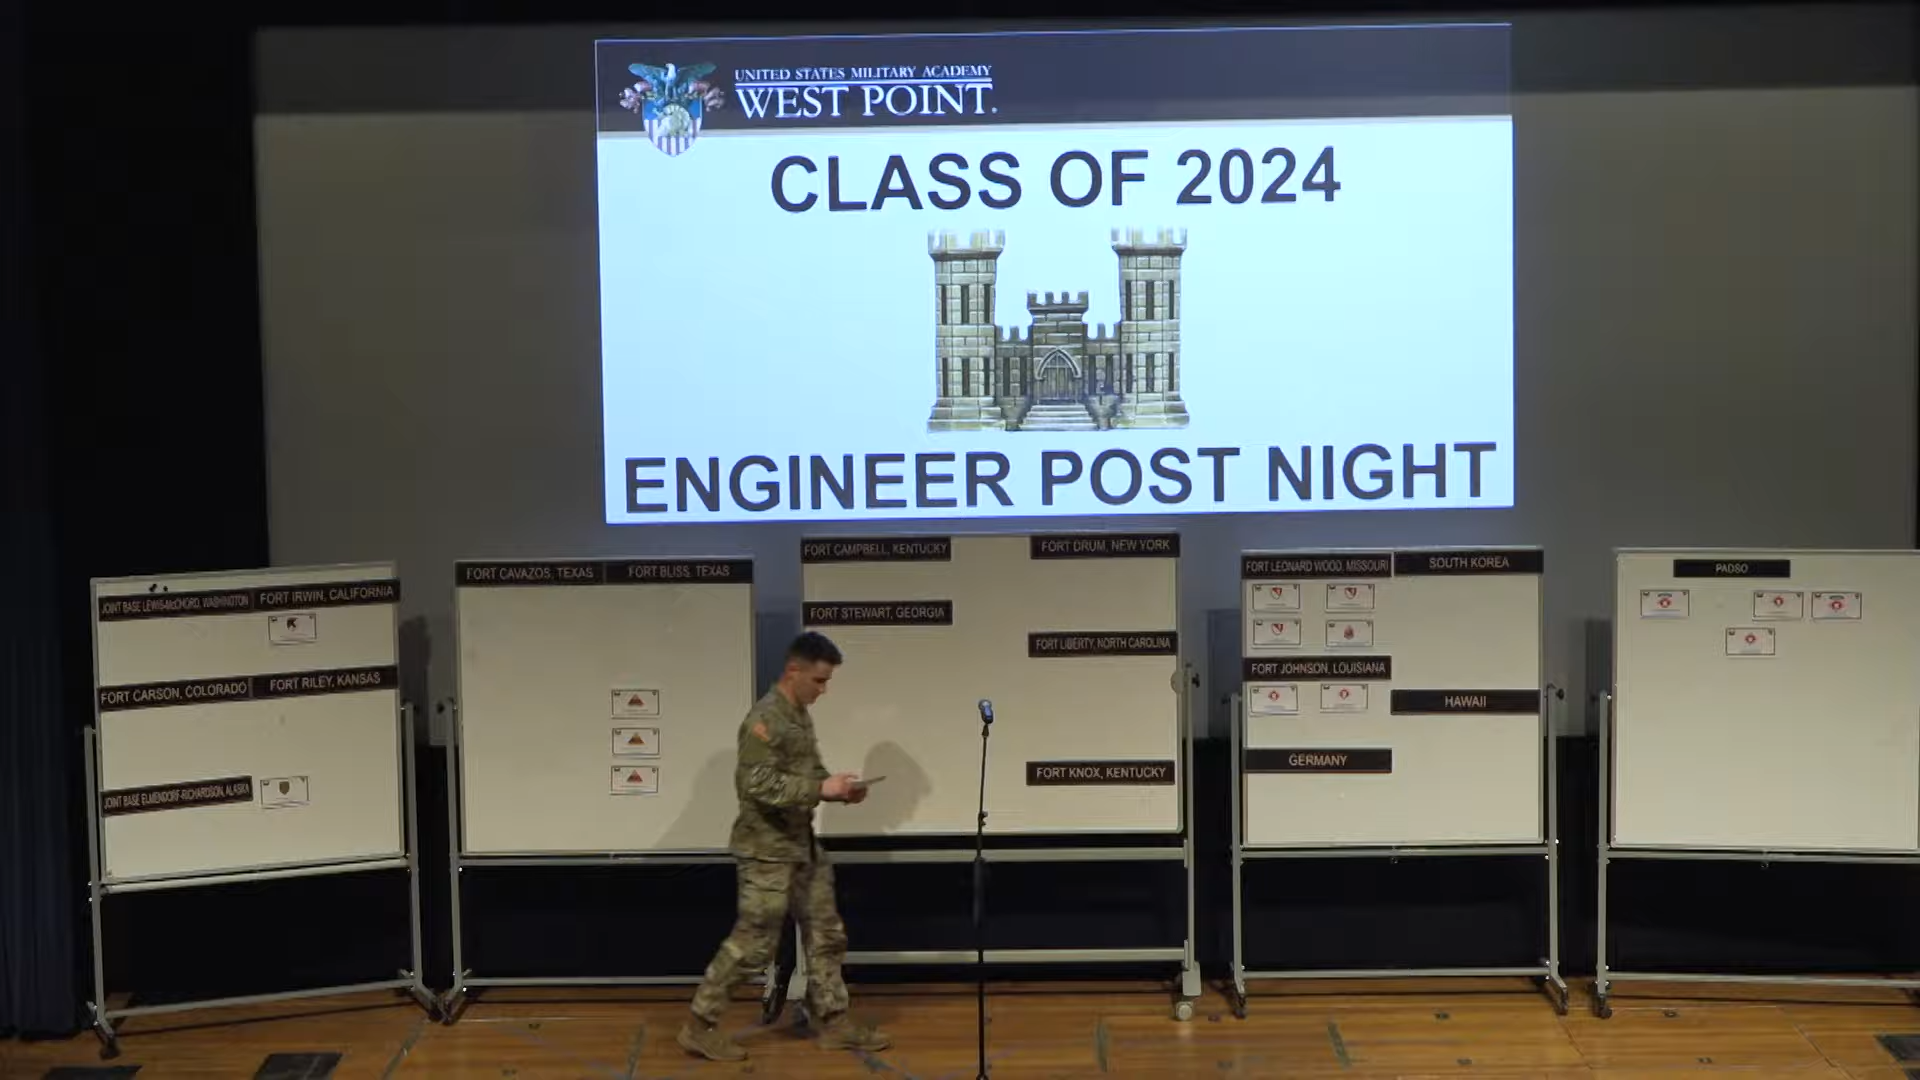 UNITED STATES MILITARY ACADEMY
WEST POINT.
CLASS OF 2024
ENGINEER POST NIGHT
JOINT BASE LEWIS-McCHORD, WASHINGTON
FORT IRWIN, CALIFORNIA
FORT CARSON, COLORADO
FORT RILEY, KANSAS
JOINT BASE ELMENDORF-RICHARDSON, ALASKA
FORT CAVAZOS, TEXAS
FORT BLISS, TEXAS
FORT CAMPBELL, KENTUCKY
FORT DRUM, NEW YORK
FORT STEWART, GEORGIA
FORT LIBERTY, NORTH CAROLINA
FORT KNOX, KENTUCKY
FORT LEONARD WOOD, MISSOURI
SOUTH KOREA
FORT JOHNSON, LOUISIANA
HAWAII
GERMANY
PADSO